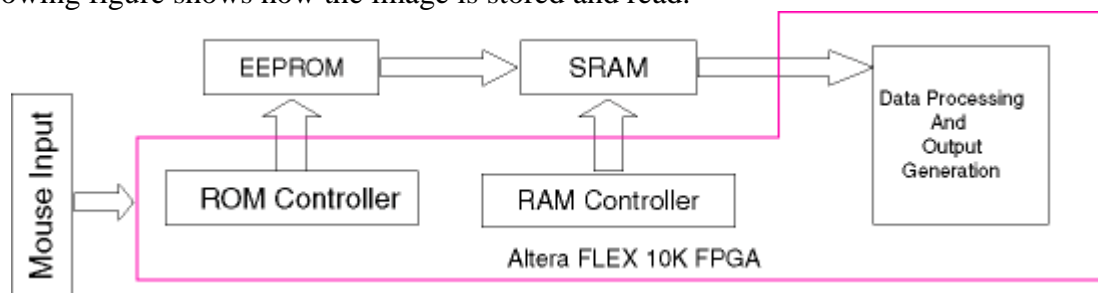 owing figure shows how the image is stored and read.
EEPROM
SRAM
Data Processing
And
Output
Generation
Mouse Input
ROM Controller
RAM Controller
Altera FLEX 10K FPGA